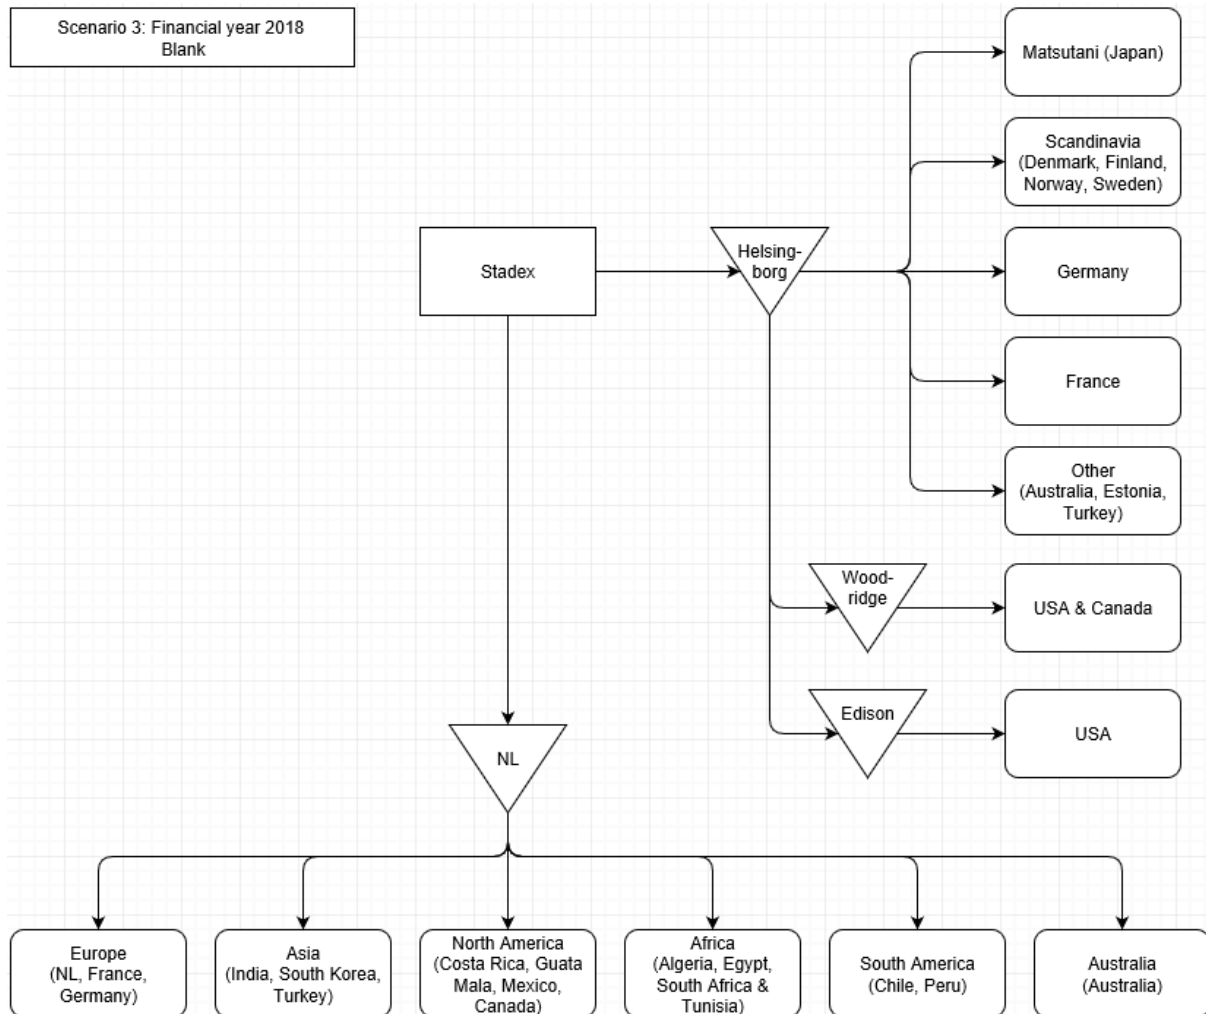 Scenario 3: Financial year 2018
Blank
Matsutani (Japan)
Scandinavia
(Denmark, Finland,
Norway, Sweden)
Stadex
Helsing-
borg
Germany
France
Other
(Australia, Estonia,
Turkey)
Wood-
ridge
USA & Canada
Edison
USA
NL
Europe
(NL, France,
Germany)
Asia
(India, South Korea,
Turkey)
North America
(Costa Rica, Guata
Mala, Mexico,
Canada)
Africa
(Algeria, Egypt,
South Africa &
Tunisia)
South America
(Chile, Peru)
Australia
(Australia)